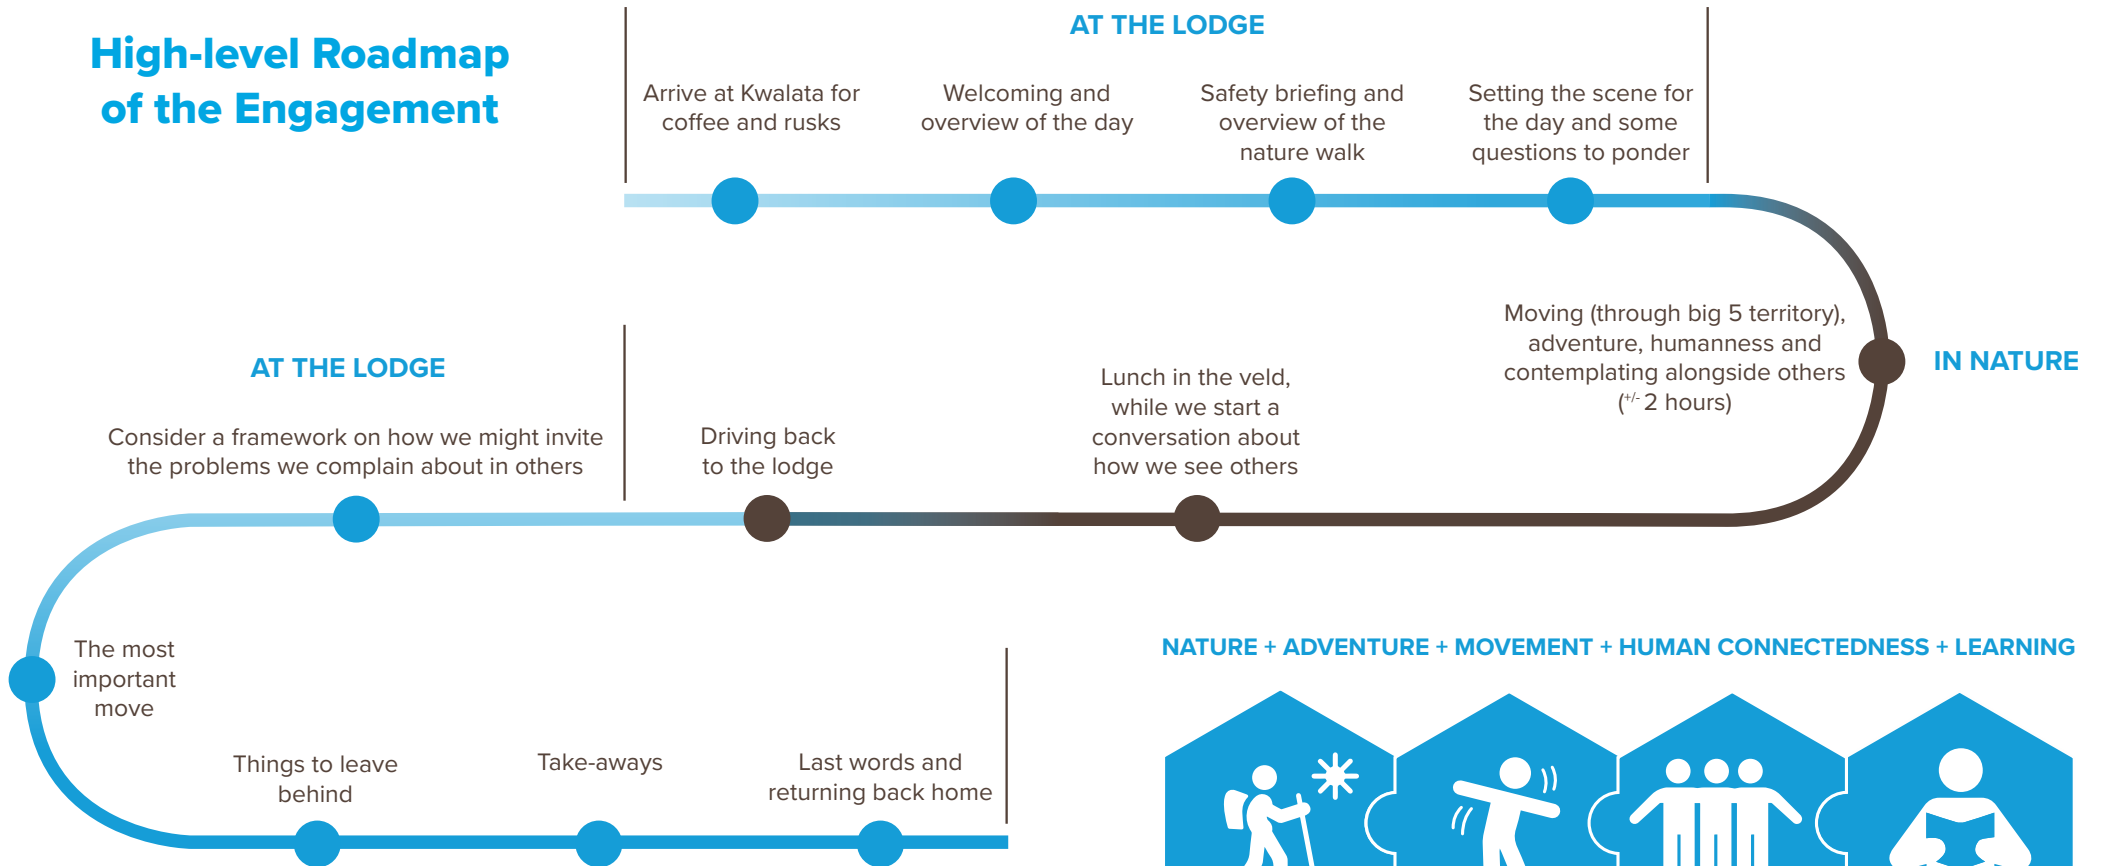 High-level Roadmap
of the Engagement
AT THE LODGE
Arrive at Kwalata for
coffee and rusks
Welcoming and
overview of the day
Safety briefing and
overview of the
nature walk
Setting the scene for
the day and some
questions to ponder
Moving (through big 5 territory),
adventure, humanness and
contemplating alongside others
(+/- 2 hours)
IN NATURE
Lunch in the veld,
while we start a
conversation about
how we see others
Driving back
to the lodge
AT THE LODGE
Consider a framework on how we might invite
the problems we complain about in others
The most
important
move
Things to leave
behind
Take-aways
Last words and
returning back home
NATURE + ADVENTURE + MOVEMENT + HUMAN CONNECTEDNESS + LEARNING